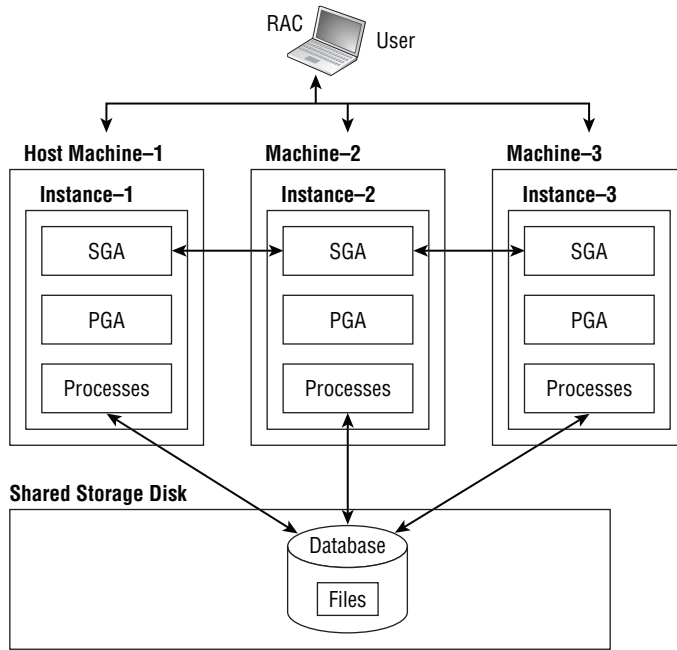 RAC
User
Host Machine–1
Machine–2
Machine–3
Instance–1
Instance–2
Instance–3
SGA
SGA
SGA
PGA
PGA
PGA
Processes
Processes
Processes
Shared Storage Disk
Database
Files